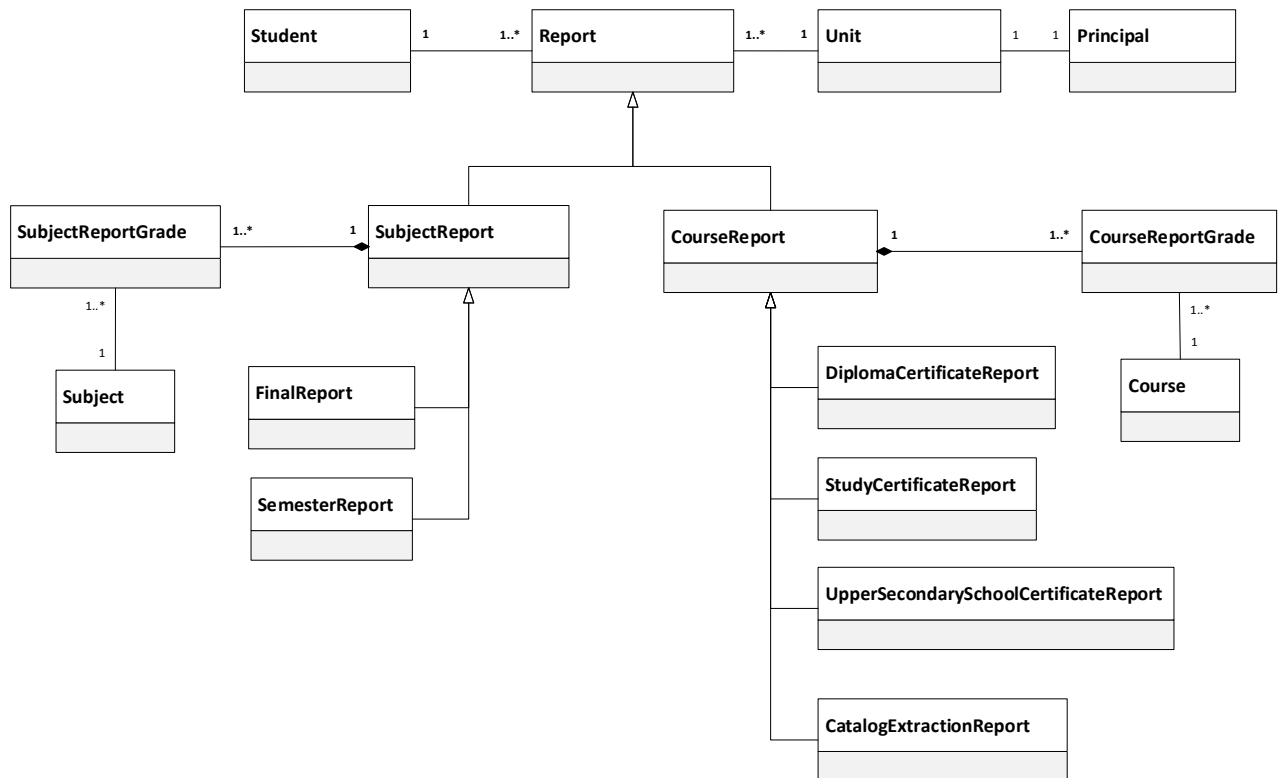 Student
1
1..*
Report
1..*
1
Unit
1
1
Principal
SubjectReportGrade
1..*
1
SubjectReport
CourseReport
1
1..*
CourseReportGrade
1..*
1
Subject
1..*
1
Course
FinalReport
SemesterReport
DiplomaCertificateReport
StudyCertificateReport
UpperSecondarySchoolCertificateReport
CatalogExtractionReport